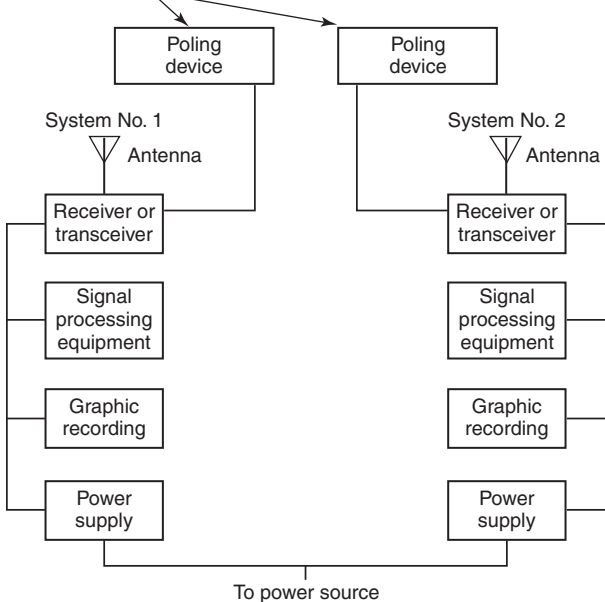 Poling
device
Poling
device
System No. 1
Antenna
System No. 2
Antenna
Receiver or
transceiver
Receiver or
transceiver
Signal
processing
equipment
Signal
processing
equipment
Graphic
recording
Graphic
recording
Power
supply
Power
supply
To power source